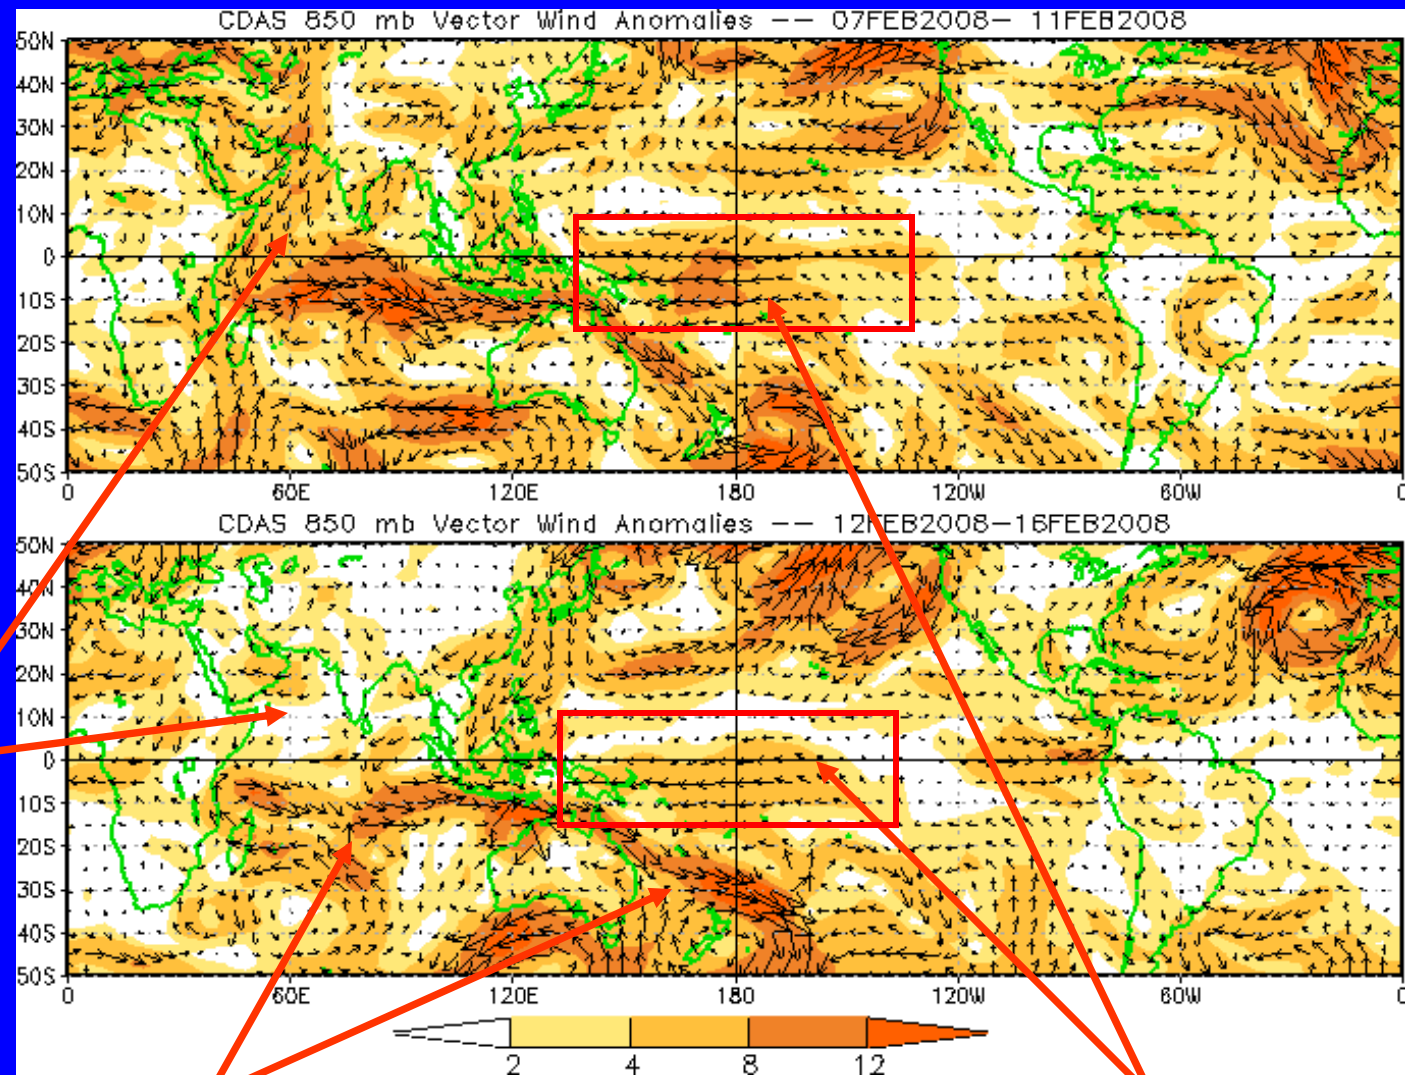 CDAS 850 mb Vector Wind Anomalies -- 07FEB2008- 11FEB2008
50N
40N
30N
20N
10N
0
10S
20S
30S
40S
50S
0 60E 120E 180 120W 60W 0
CDAS 850 mb Vector Wind Anomalies -- 12FEB2008-16FEB2008
50N
40N
30N
20N
10N
0
10S
20S
30S
40S
50S
0 60E 120E 180 120W 60W 0
2 4 8 12